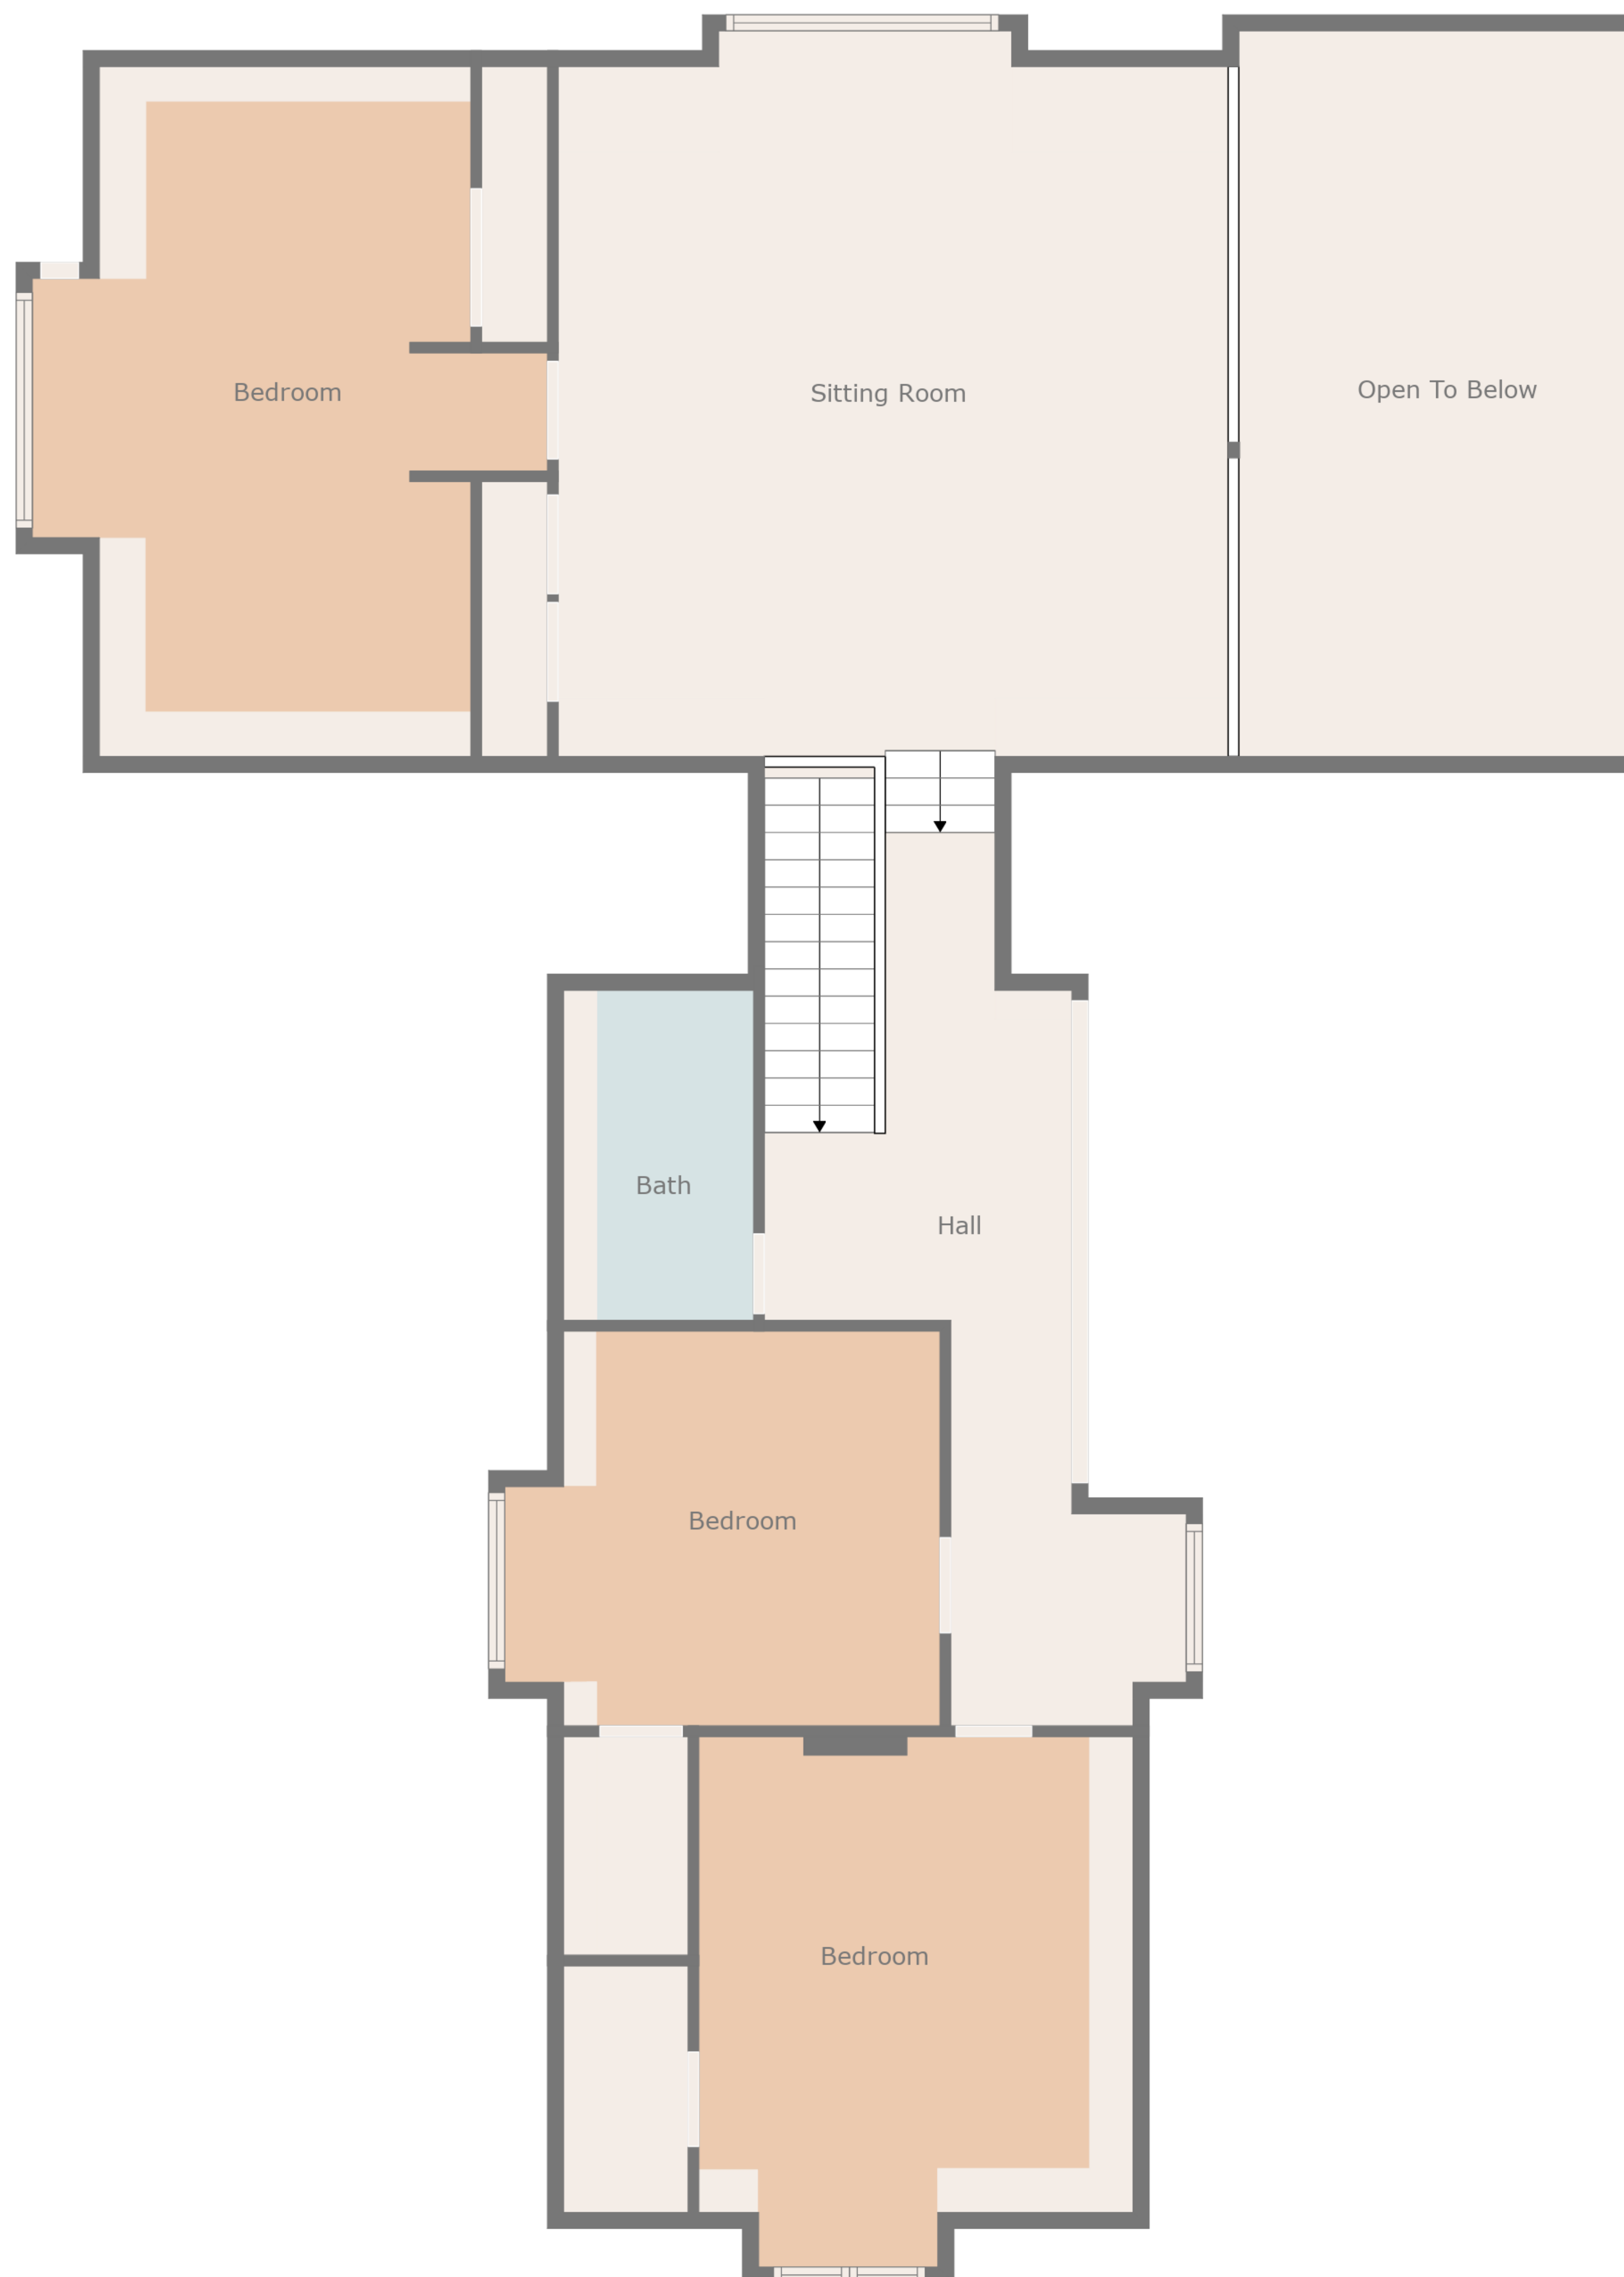 Bedroom
Sitting Room
Open To Below
Bath
Hall
Bedroom
Bedroom